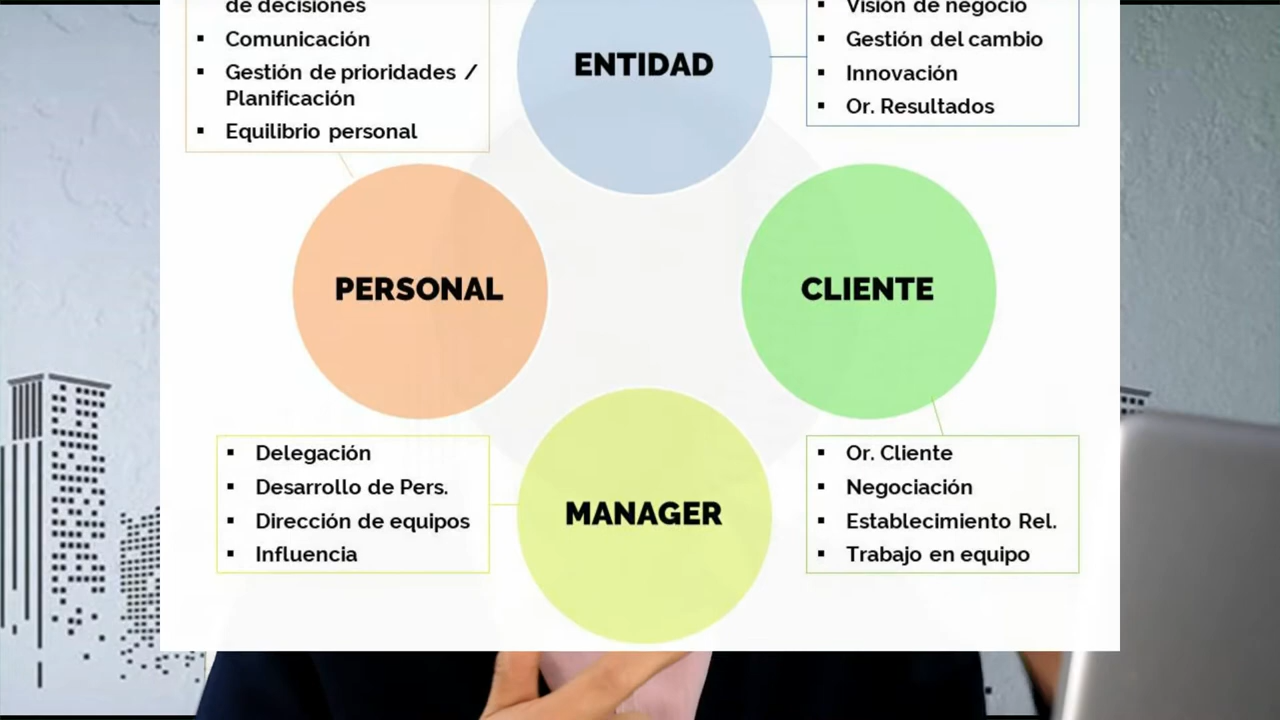 de decisiones
▪ Comunicación
▪ Gestión de prioridades /
Planificación
▪ Equilibrio personal
ENTIDAD
▪ Visión de negocio
▪ Gestión del cambio
▪ Innovación
▪ Or. Resultados
PERSONAL
CLIENTE
▪ Delegación
▪ Desarrollo de Pers.
▪ Dirección de equipos
▪ Influencia
MANAGER
▪ Or. Cliente
▪ Negociación
▪ Establecimiento Rel.
▪ Trabajo en equipo